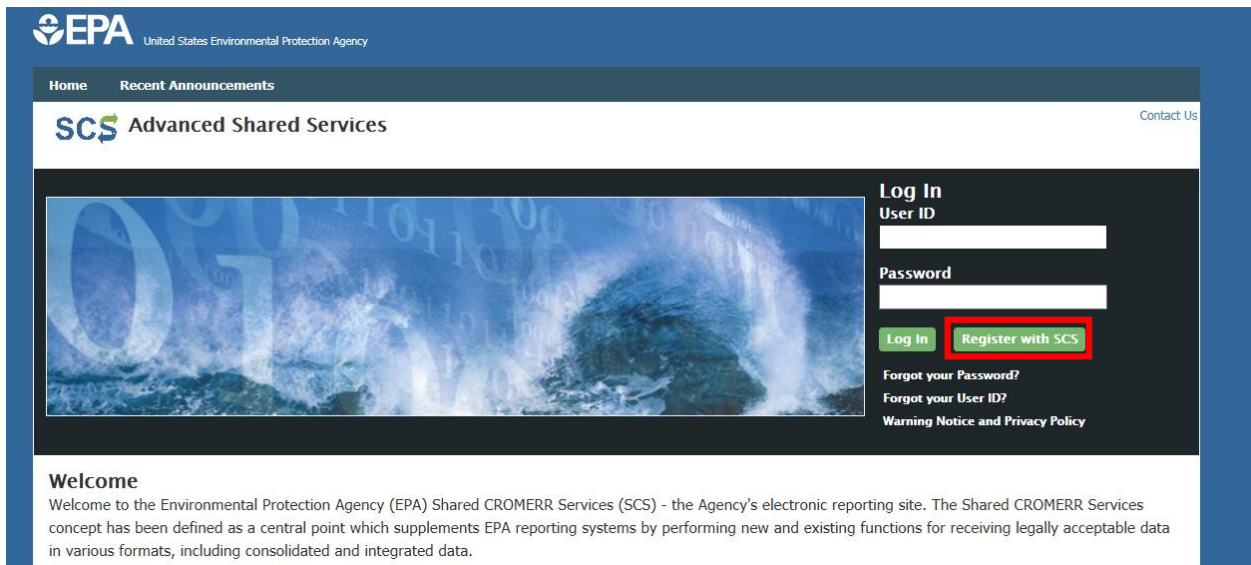 EPA United States Environmental Protection Agency
Home Recent Announcements
SCS Advanced Shared Services
Contact Us
Log In
User ID
Password
Log In Register with SCS
Forgot your Password?
Forgot your User ID?
Warning Notice and Privacy Policy
Welcome
Welcome to the Environmental Protection Agency (EPA) Shared CROMERR Services (SCS) - the Agency's electronic reporting site. The Shared CROMERR Services
concept has been defined as a central point which supplements EPA reporting systems by performing new and existing functions for receiving legally acceptable data
in various formats, including consolidated and integrated data.